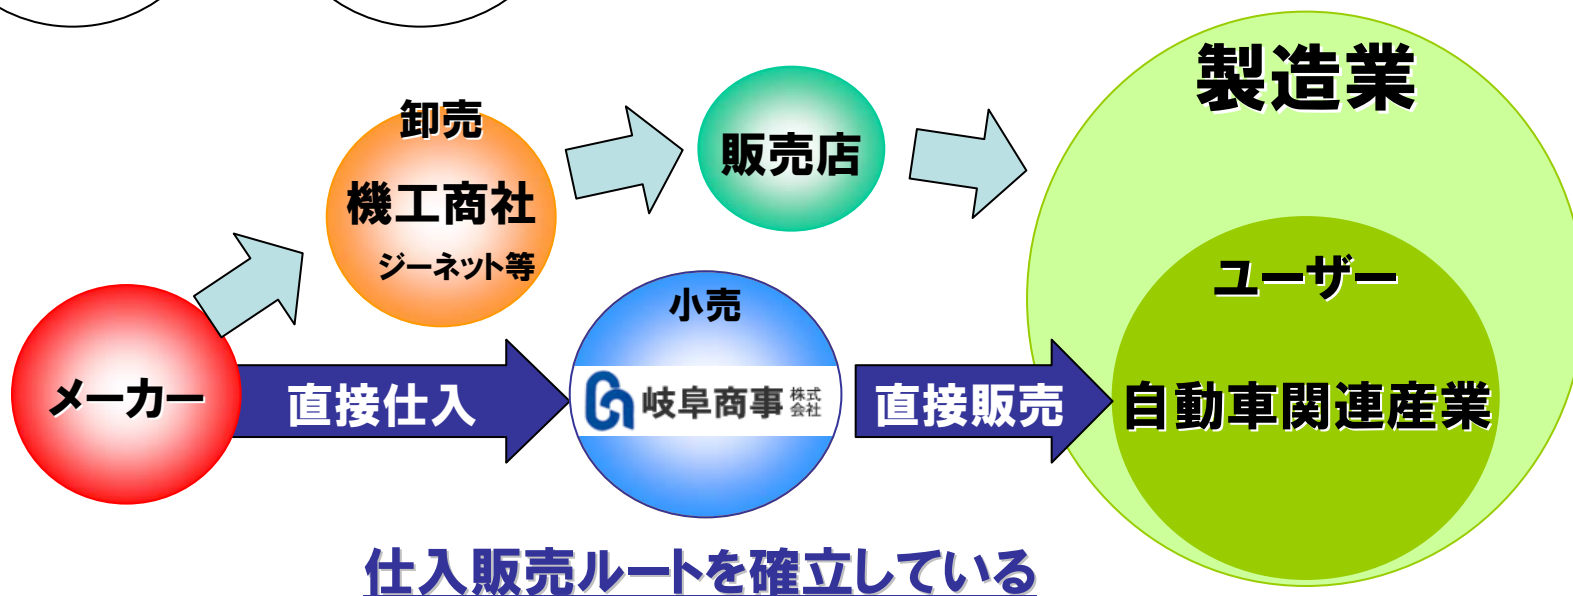 製造業
卸売
機工商社
ジーネット等
販売店
ユーザー
自動車関連産業
小売
岐阜商事 株式会社
メーカー
直接仕入
直接販売
仕入販売ルートを確立している